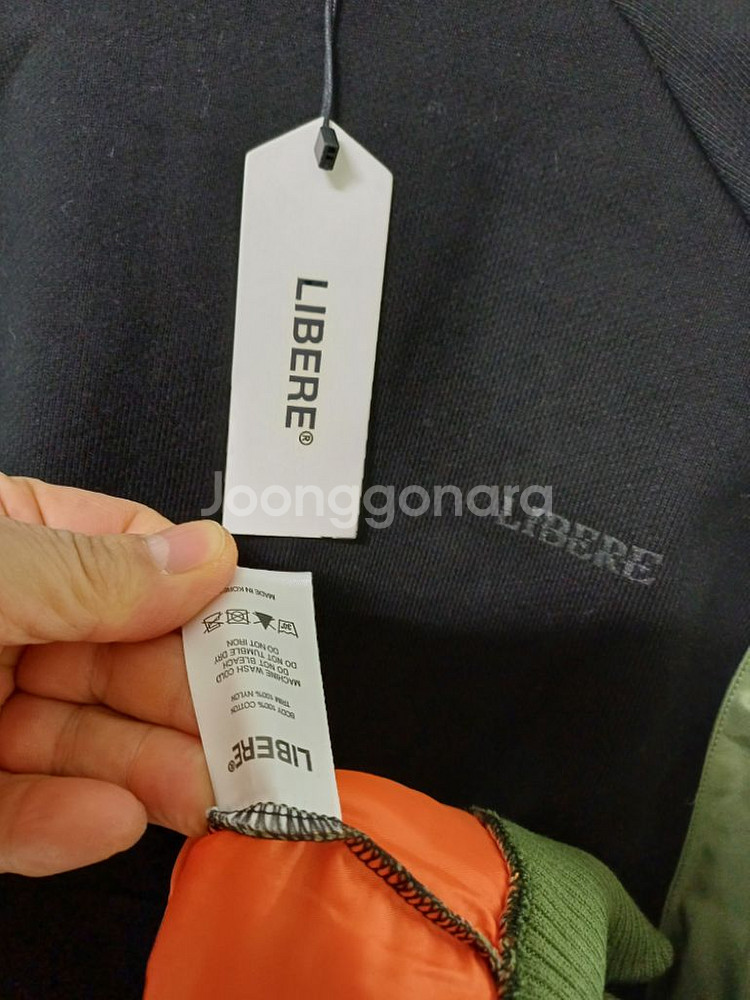 LIBERE®
Joonggonara
LIBERE
LIBERE®
BODY 100% COTTON
TRIM 100% NYLON
MACHINE WASH COLD
DO NOT BLEACH
DO NOT TUMBLE DRY
DO NOT IRON
30°
MADE IN KOREA